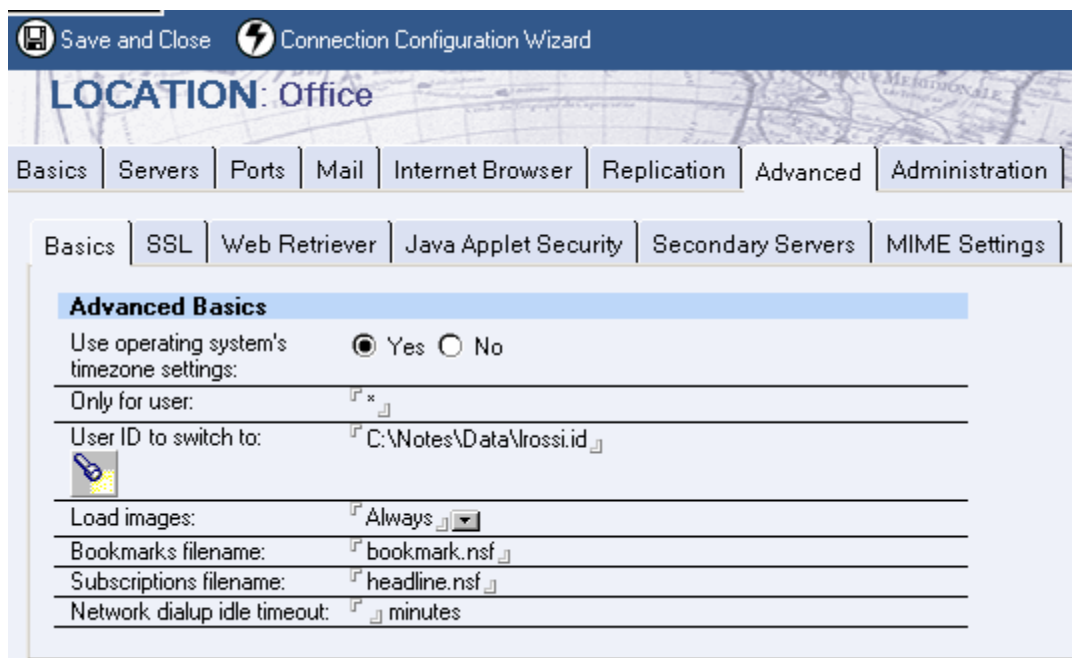 Save and Close Connection Configuration Wizard
LOCATION: Office
Basics Servers Ports Mail Internet Browser Replication Advanced Administration
Basics SSL Web Retriever Java Applet Security Secondary Servers MIME Settings
Advanced Basics
Use operating system's
timezone settings:
Yes No
Only for user: *
User ID to switch to: C:\Notes\Data\lrossi.id
Load images: Always
Bookmarks filename: bookmark.nsf
Subscriptions filename: headline.nsf
Network dialup idle timeout: minutes